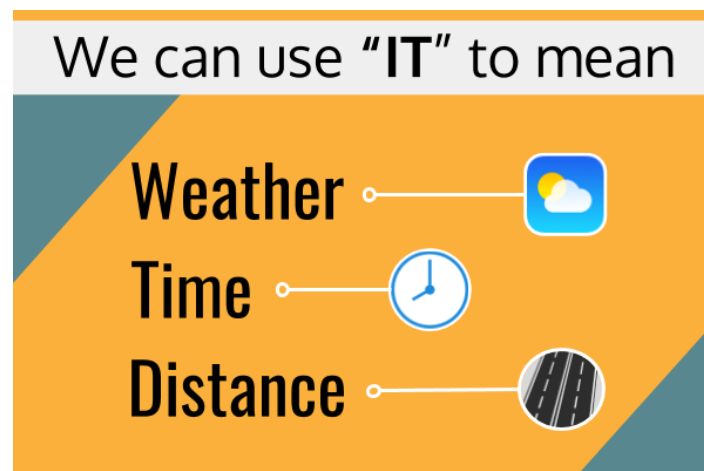 We can use “IT” to mean
Weather
Time
Distance